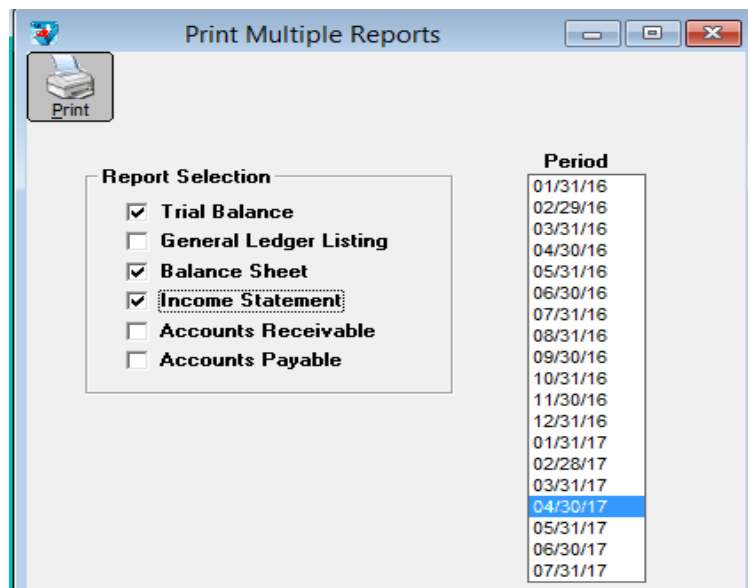 Print Multiple Reports
Print
Report Selection
Trial Balance
General Ledger Listing
Balance Sheet
Income Statement
Accounts Receivable
Accounts Payable
Period
01/31/16
02/29/16
03/31/16
04/30/16
05/31/16
06/30/16
07/31/16
08/31/16
09/30/16
10/31/16
11/30/16
12/31/16
01/31/17
02/28/17
03/31/17
04/30/17
05/31/17
06/30/17
07/31/17